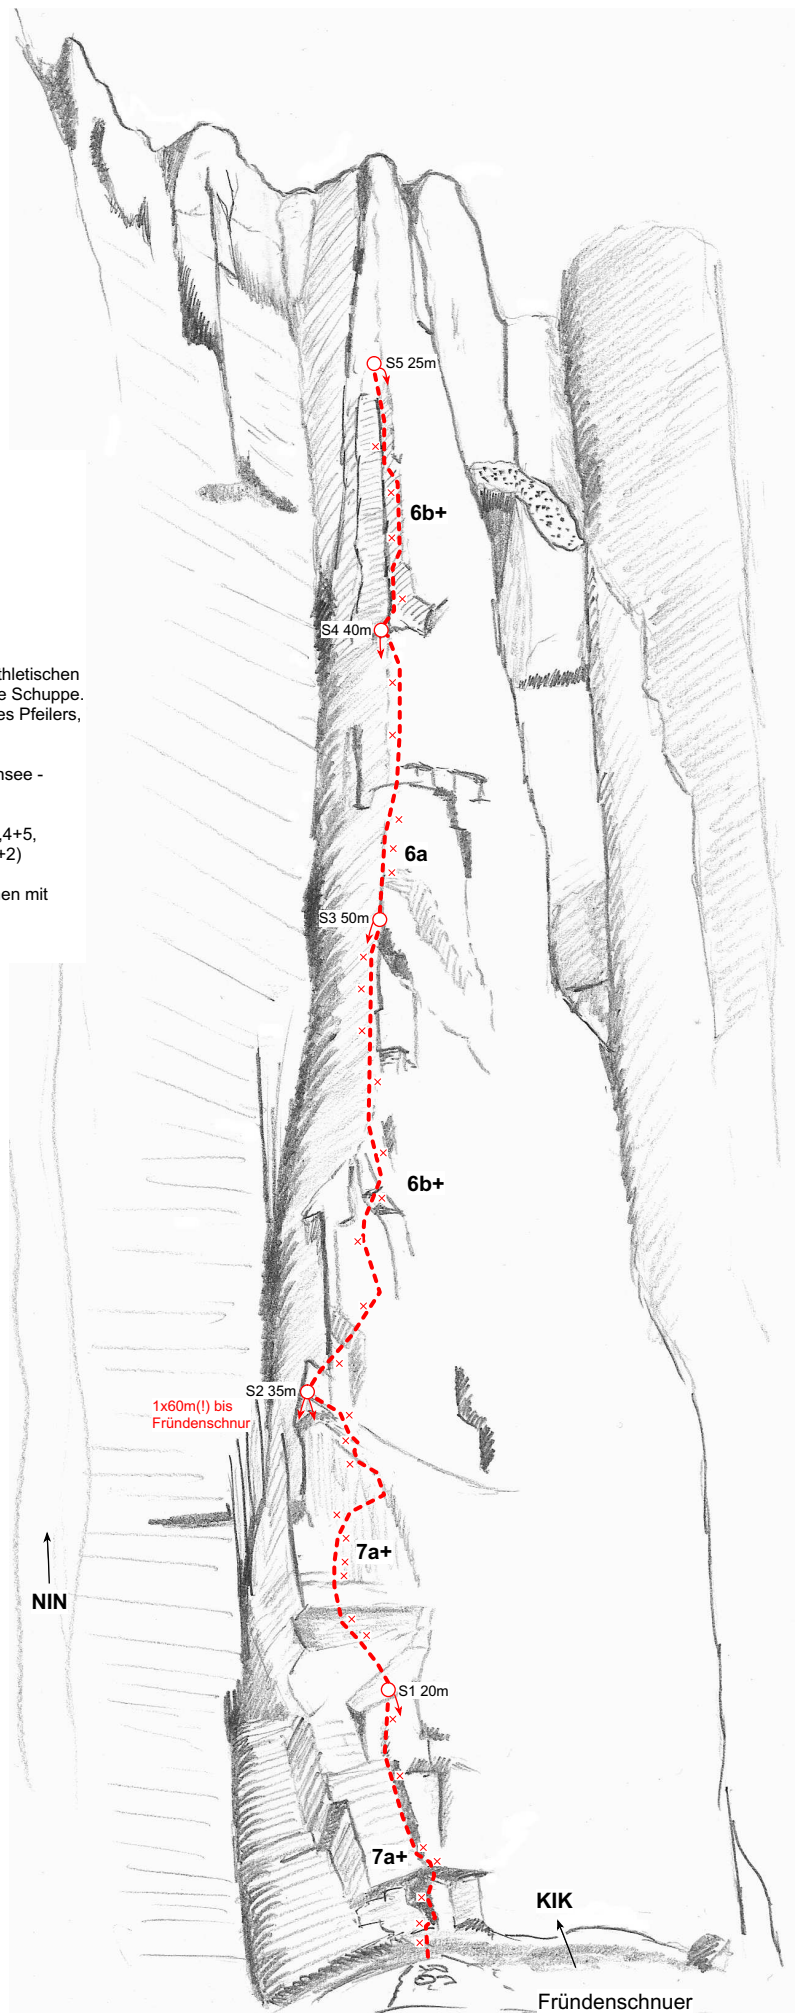 S5 25m
6b+
S4 40m
thletischen
e Schuppe.
es Pfeilers,
nsee -
,4+5,
+2)
en mit
6a
S3 50m
6b+
S2 35m
1x60m(!) bis
Fründenschnur
7a+
NIN
S1 20m
7a+
KIK
Fründenschnuer